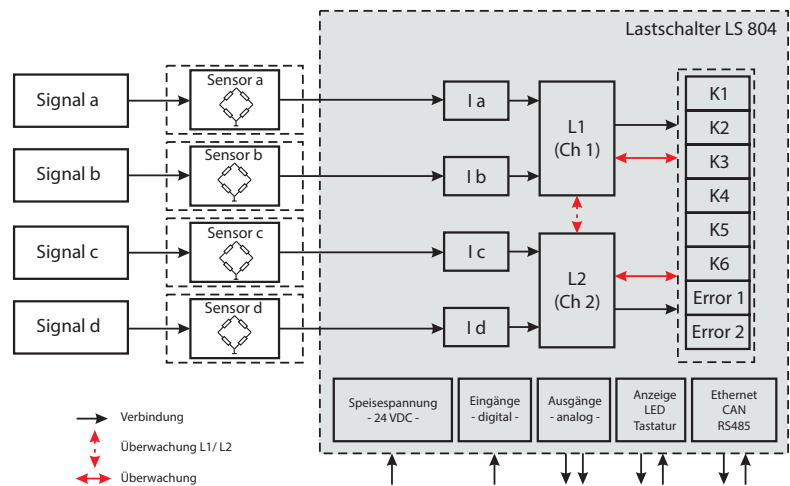 Lastschalter LS 804
Signal a
Sensor a
I a
Signal b
Sensor b
I b
Signal c
Sensor c
I c
Signal d
Sensor d
I d
L1
(Ch 1)
L2
(Ch 2)
K1
K2
K3
K4
K5
K6
Error 1
Error 2
Speisespannung
- 24 VDC -
Eingänge
- digital -
Ausgänge
- analog -
Anzeige
LED
Tastatur
Ethernet
CAN
RS485
Verbindung
Überwachung L1/ L2
Überwachung